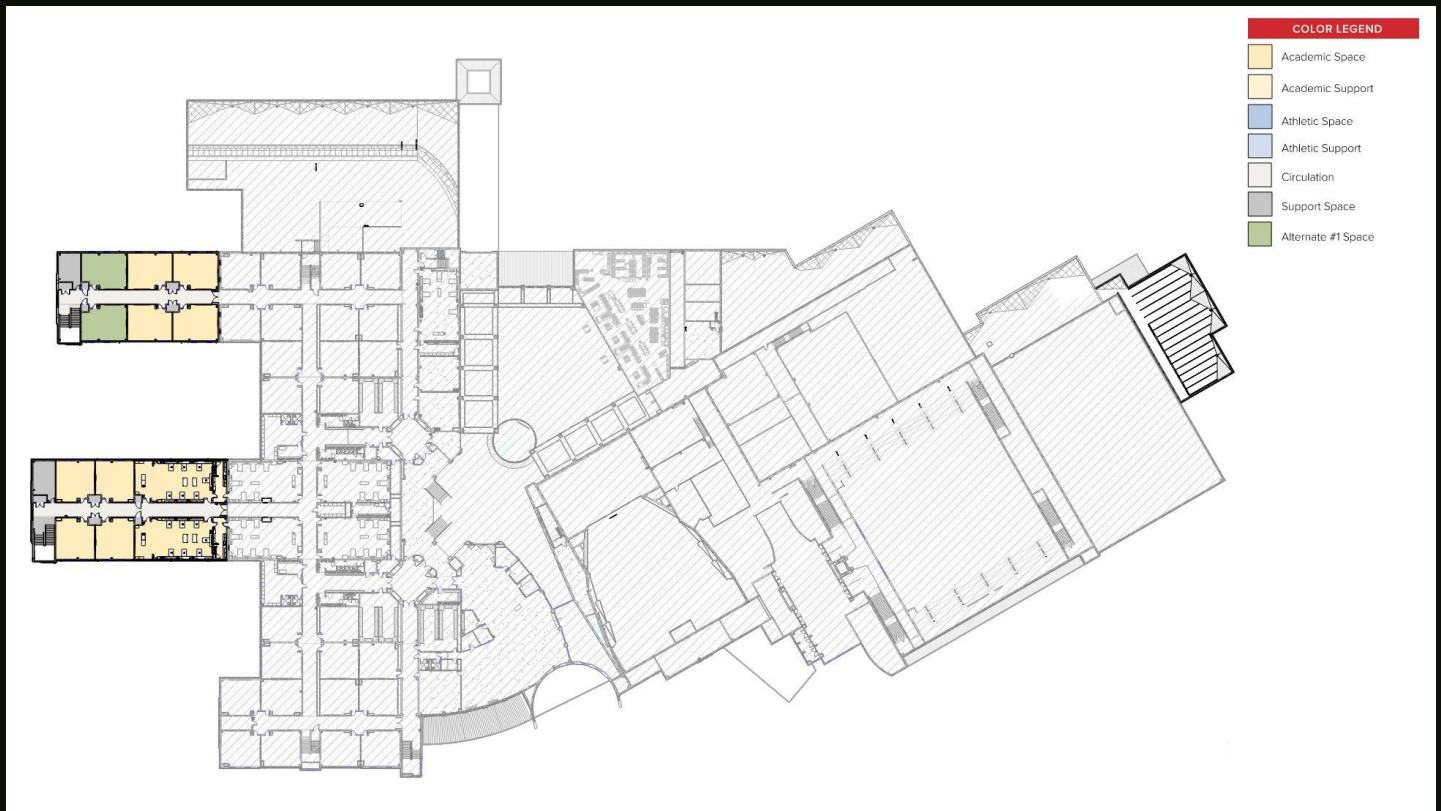 COLOR LEGEND
Academic Space
Academic Support
Athletic Space
Athletic Support
Circulation
Support Space
Alternate #1 Space